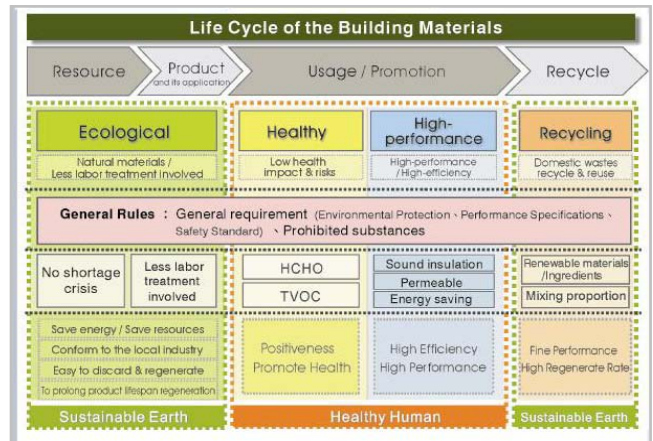 Life Cycle of the Building Materials
Resource
Product
and its application
Usage / Promotion
Recycle
Ecological
Natural materials /
Less labor treatment involved
Healthy
Low health
impact & risks
High-
performance
High-performance
/High-efficiency
Recycling
Domestic wastes
recycle & reuse
General Rules : General requirement (Environmental Protection、Performance Specifications、
Safety Standard) 、Prohibited substances
No shortage
crisis
Less labor
treatment
involved
HCHO
TVOC
Sound insulation
Permeable
Energy saving
Renewable materials
/Ingredients
Mixing proportion
Save energy / Save resources
Conform to the local industry
Easy to discard & regenerate
To prolong product lifespan regeneration
Positiveness
Promote Health
High Efficiency
High Performance
Fine Performance
High Regenerate Rate
Sustainable Earth
Healthy Human
Sustainable Earth